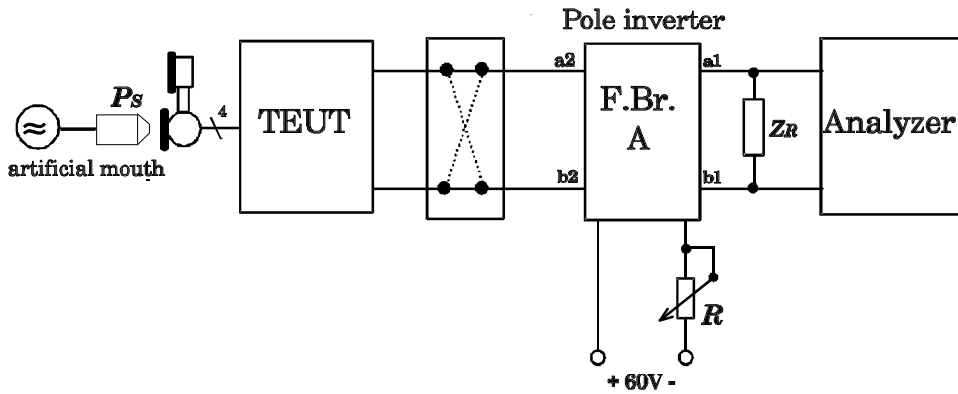 Pole inverter
a2
a1
4
Ps
TEUT
F.Br.
A
ZR
Analyzer
artificial mouth
b2
b1
R
+ 60V -